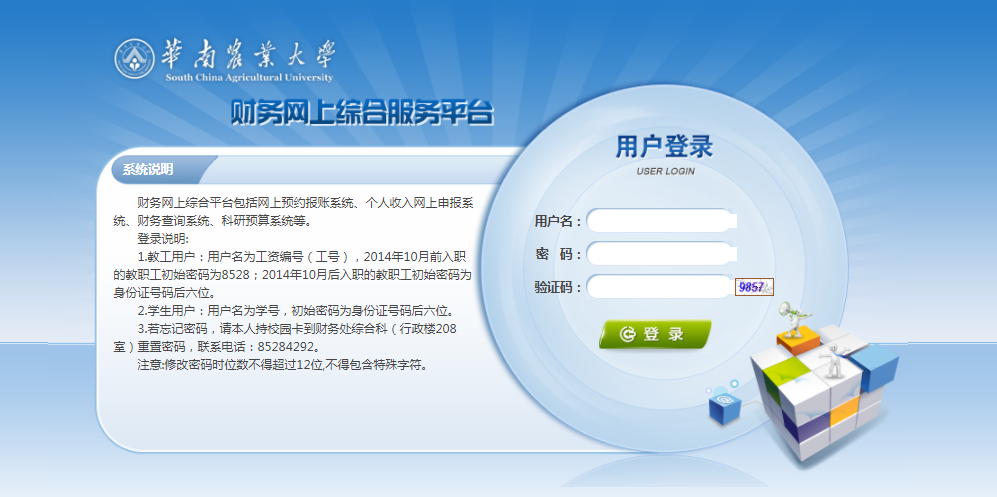 華南農業大學
South China Agricultural University
财务网上综合服务平台
系统说明
财务网上综合平台包括网上预约报账系统、个人收入网上申报系
统、财务查询系统、科研预算系统等。
登录说明:
1.教工用户：用户名为工资编号（工号），2014年10月前入职
的教职工初始密码为8528；2014年10月后入职的教职工初始密码为
身份证号码后六位。
2.学生用户：用户名为学号，初始密码为身份证号码后六位。
3.若忘记密码，请本人持校园卡到财务处综合科（行政楼208
室）重置密码，联系电话：85284292。
注意:修改密码时位数不得超过12位,不得包含特殊字符。
用户登录
USER LOGIN
用户名：
密 码：
验证码：
9857
登 录